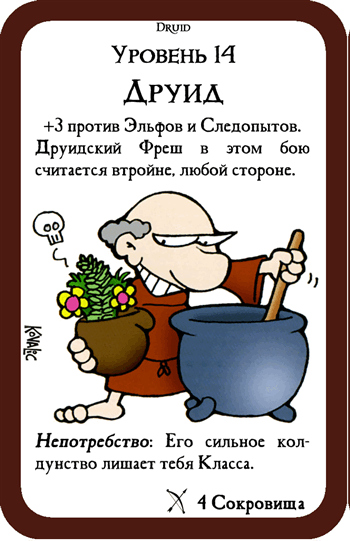 Druid
Уровень 14
Друид
+3 против Эльфов и Следопытов.
Друидский Фреш в этом бою
считается втройне, любой стороне.
Kovalic
Непотребство: Его сильное кол-
дунство лишает тебя Класса.
4 Сокровища